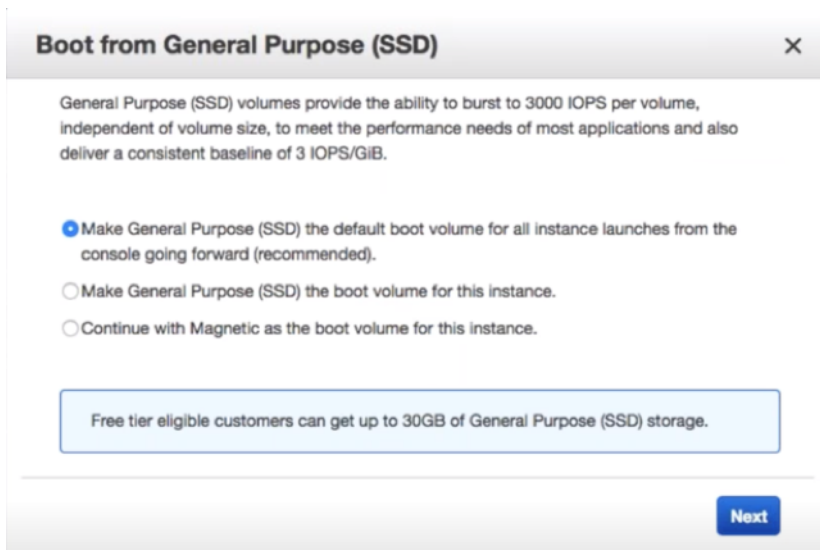 Boot from General Purpose (SSD)
General Purpose (SSD) volumes provide the ability to burst to 3000 IOPS per volume,
independent of volume size, to meet the performance needs of most applications and also
deliver a consistent baseline of 3 IOPS/GiB.
Make General Purpose (SSD) the default boot volume for all instance launches from the
console going forward (recommended).
Make General Purpose (SSD) the boot volume for this instance.
Continue with Magnetic as the boot volume for this instance.
Free tier eligible customers can get up to 30GB of General Purpose (SSD) storage.
Next